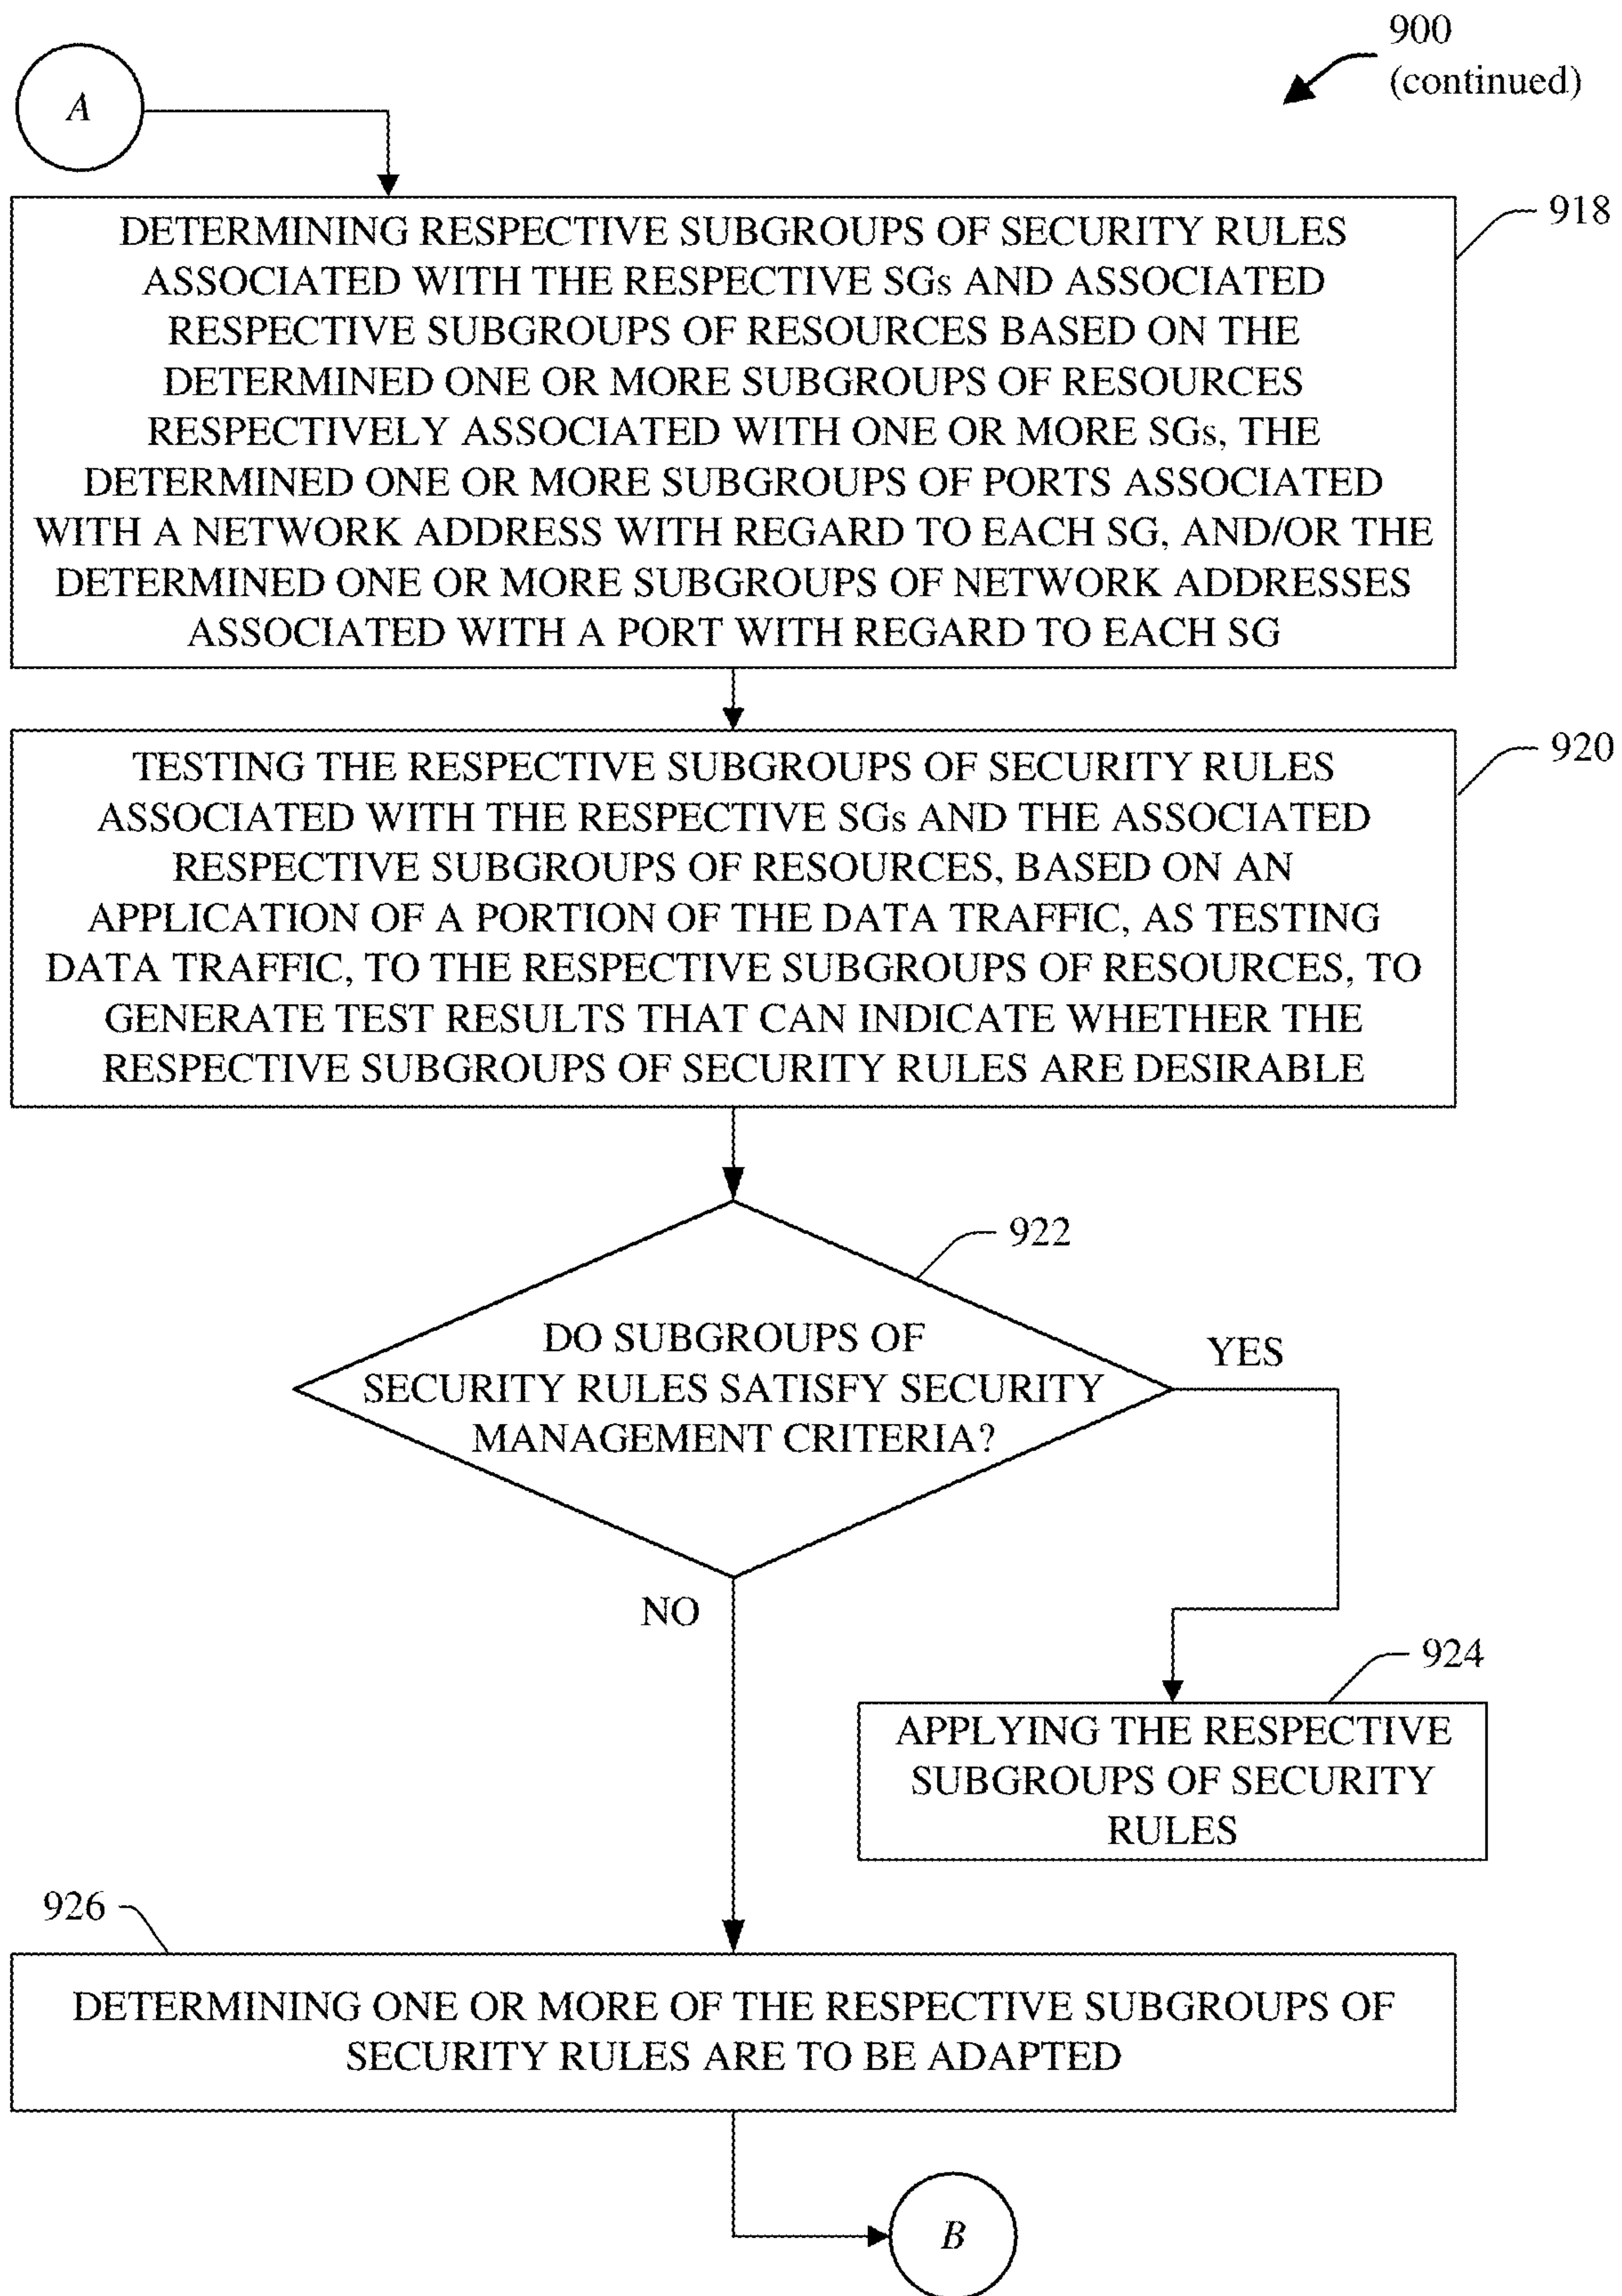 900
(continued)
A
918
DETERMINING RESPECTIVE SUBGROUPS OF SECURITY RULES
ASSOCIATED WITH THE RESPECTIVE SGs AND ASSOCIATED
RESPECTIVE SUBGROUPS OF RESOURCES BASED ON THE
DETERMINED ONE OR MORE SUBGROUPS OF RESOURCES
RESPECTIVELY ASSOCIATED WITH ONE OR MORE SGs, THE
DETERMINED ONE OR MORE SUBGROUPS OF PORTS ASSOCIATED
WITH A NETWORK ADDRESS WITH REGARD TO EACH SG, AND/OR THE
DETERMINED ONE OR MORE SUBGROUPS OF NETWORK ADDRESSES
ASSOCIATED WITH A PORT WITH REGARD TO EACH SG
920
TESTING THE RESPECTIVE SUBGROUPS OF SECURITY RULES
ASSOCIATED WITH THE RESPECTIVE SGs AND THE ASSOCIATED
RESPECTIVE SUBGROUPS OF RESOURCES, BASED ON AN
APPLICATION OF A PORTION OF THE DATA TRAFFIC, AS TESTING
DATA TRAFFIC, TO THE RESPECTIVE SUBGROUPS OF RESOURCES, TO
GENERATE TEST RESULTS THAT CAN INDICATE WHETHER THE
RESPECTIVE SUBGROUPS OF SECURITY RULES ARE DESIRABLE
922
DO SUBGROUPS OF
SECURITY RULES SATISFY SECURITY
MANAGEMENT CRITERIA?
YES
NO
924
APPLYING THE RESPECTIVE
SUBGROUPS OF SECURITY
RULES
926
DETERMINING ONE OR MORE OF THE RESPECTIVE SUBGROUPS OF
SECURITY RULES ARE TO BE ADAPTED
B